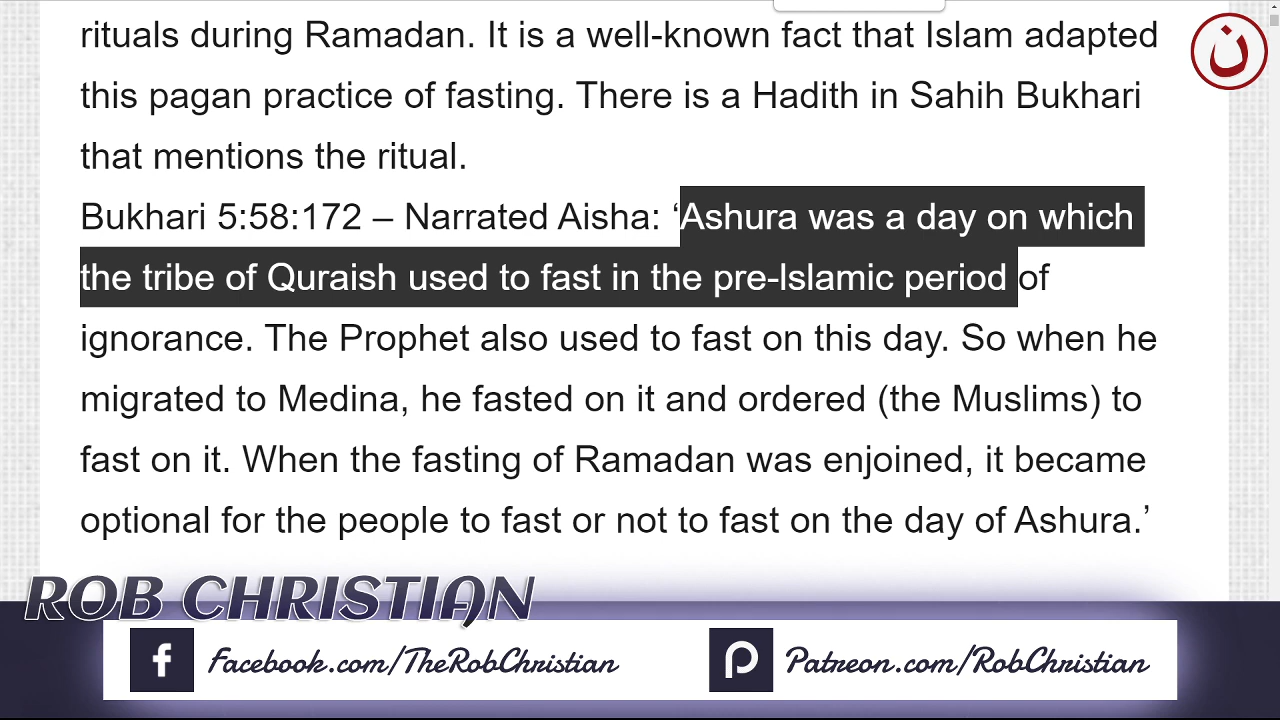 rituals during Ramadan. It is a well-known fact that Islam adapted
this pagan practice of fasting. There is a Hadith in Sahih Bukhari
that mentions the ritual.
Bukhari 5:58:172 – Narrated Aisha: ‘Ashura was a day on which
the tribe of Quraish used to fast in the pre-Islamic period of
ignorance. The Prophet also used to fast on this day. So when he
migrated to Medina, he fasted on it and ordered (the Muslims) to
fast on it. When the fasting of Ramadan was enjoined, it became
optional for the people to fast or not to fast on the day of Ashura.’
ن
ROB CHRISTIAN
Facebook.com/TheRobChristian
Patreon.com/RobChristian